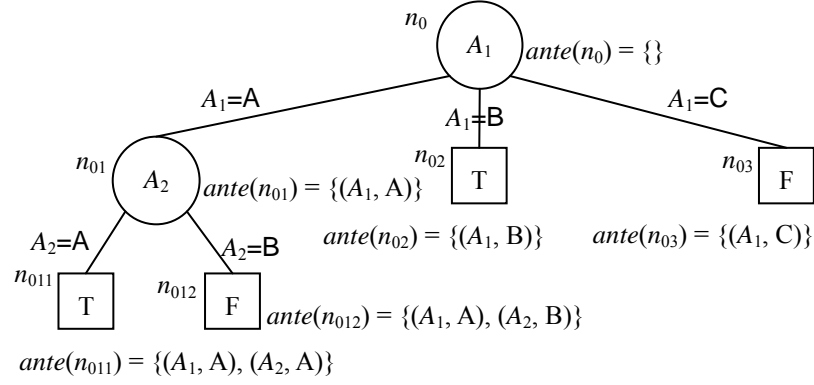 n₀
A₁
ante(n₀) = {}
A₁=A
A₁=B
A₁=C
n₀₁
A₂
ante(n₀₁) = {(A₁, A)}
n₀₂
T
n₀₃
F
ante(n₀₂) = {(A₁, B)}
ante(n₀₃) = {(A₁, C)}
A₂=A
A₂=B
n₀₁₁
T
n₀₁₂
F
ante(n₀₁₂) = {(A₁, A), (A₂, B)}
ante(n₀₁₁) = {(A₁, A), (A₂, A)}